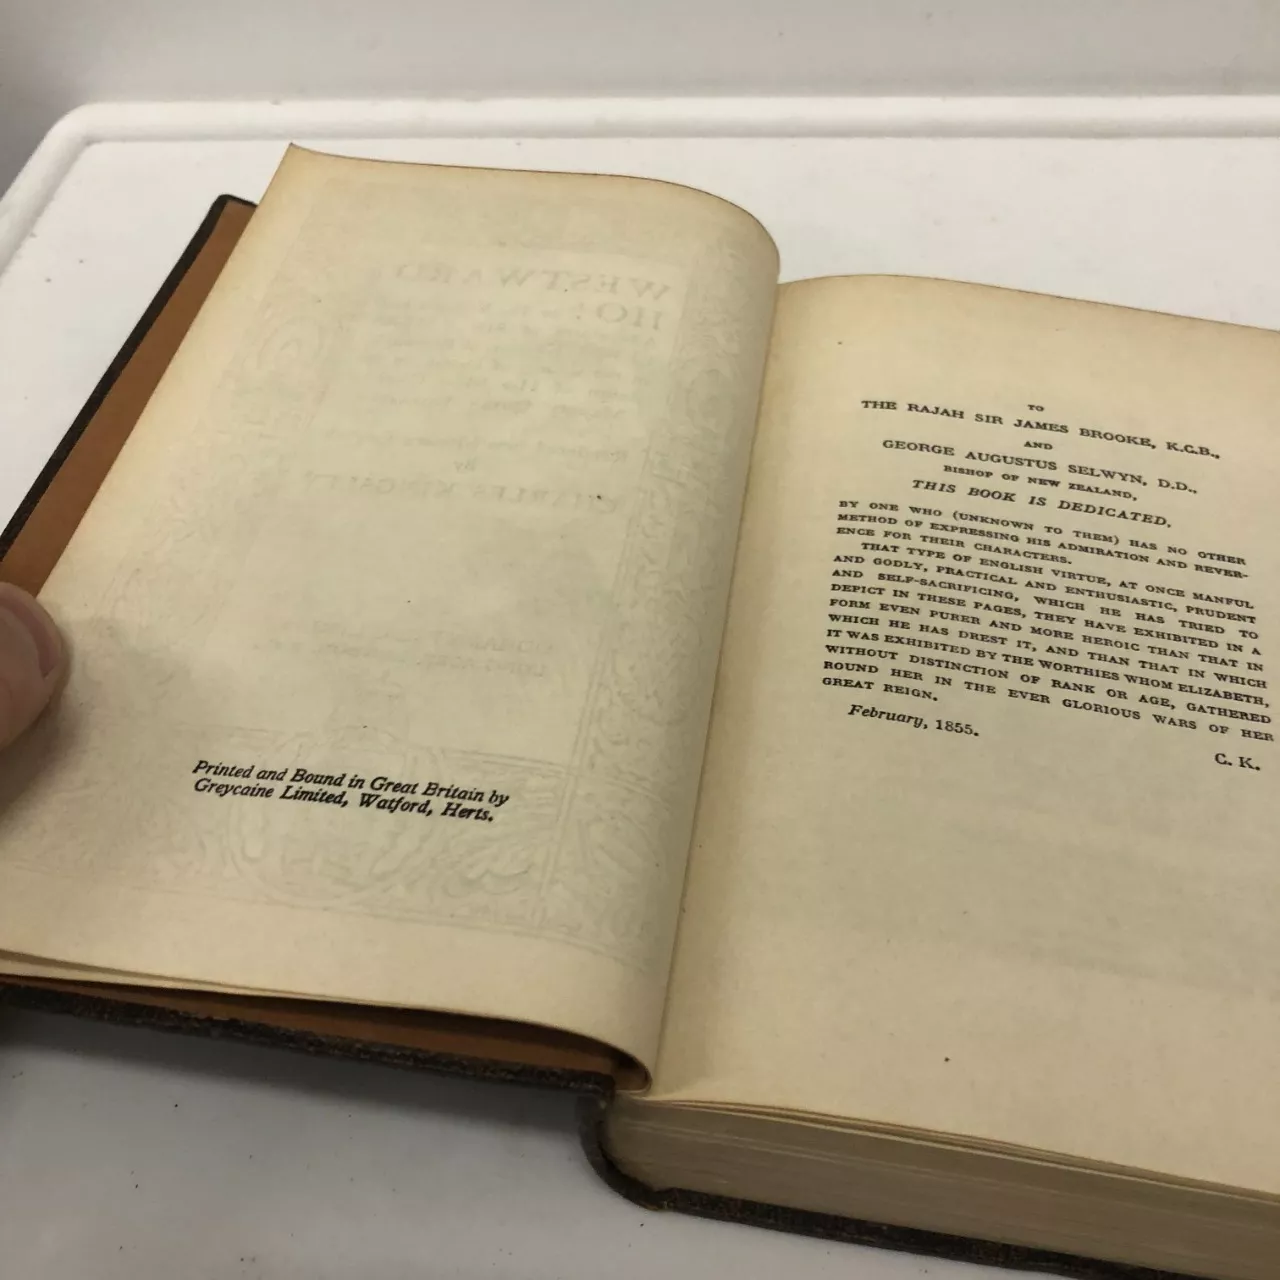 Printed and Bound in Great Britain by
Greycaine Limited, Watford, Herts.
TO
THE RAJAH SIR JAMES BROOKE, K.C.B.,
AND
GEORGE AUGUSTUS SELWYN, D.D.,
BISHOP OF NEW ZEALAND,
THIS BOOK IS DEDICATED.
BY ONE WHO (UNKNOWN TO THEM) HAS NO OTHER
METHOD OF EXPRESSING HIS ADMIRATION AND REVER-
ENCE FOR THEIR CHARACTERS.
THAT TYPE OF ENGLISH VIRTUE, AT ONCE MANFUL
AND GODLY, PRACTICAL AND ENTHUSIASTIC, PRUDENT
AND SELF-SACRIFICING, WHICH HE HAS TRIED TO
DEPICT IN THESE PAGES, THEY HAVE EXHIBITED IN A
FORM EVEN PURER AND MORE HEROIC THAN THAT IN
WHICH HE HAS DREST IT, AND THAN THAT IN WHICH
IT WAS EXHIBITED BY THE WORTHIES WHOM ELIZABETH,
WITHOUT DISTINCTION OF RANK OR AGE, GATHERED
ROUND HER IN THE EVER GLORIOUS WARS OF HER
GREAT REIGN.
February, 1855.
C. K.
WESTWARD
HO!
By
CHARLES KINGSLEY